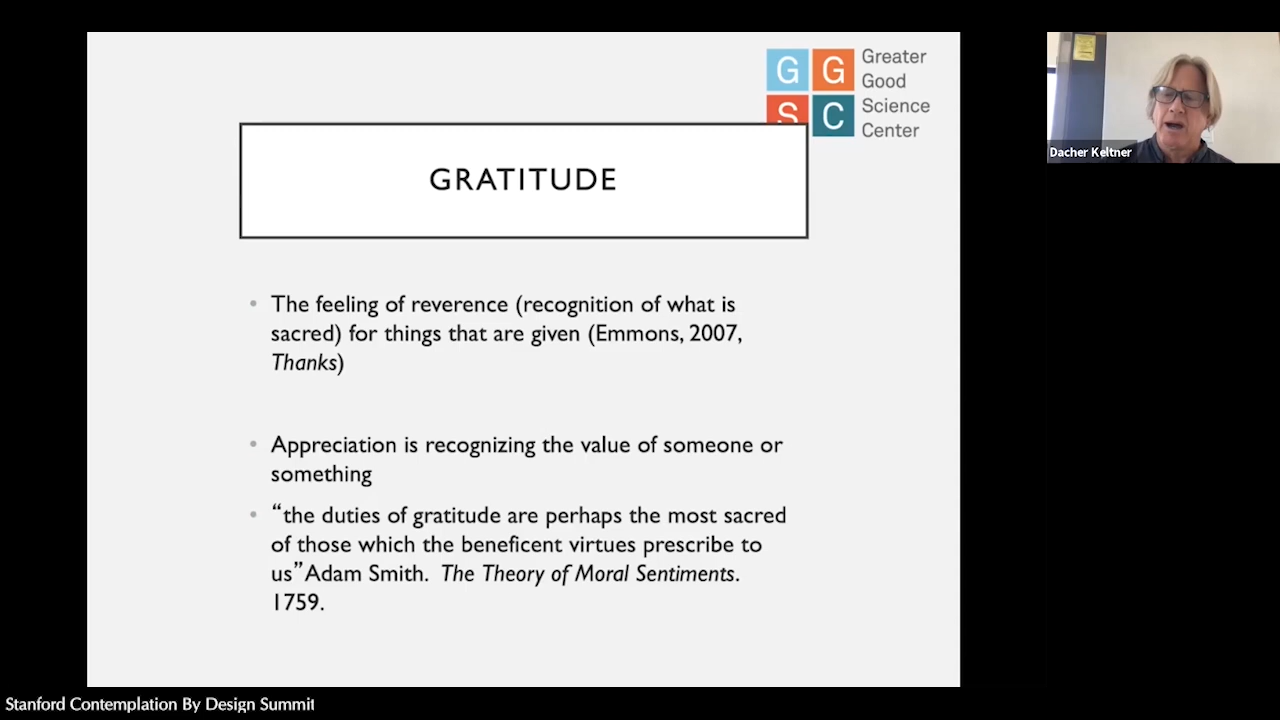 G G Greater
Good
S C Science
Center
GRATITUDE
• The feeling of reverence (recognition of what is
sacred) for things that are given (Emmons, 2007,
Thanks)
• Appreciation is recognizing the value of someone or
something
• “the duties of gratitude are perhaps the most sacred
of those which the beneficent virtues prescribe to
us”Adam Smith. The Theory of Moral Sentiments.
1759.
Dacher Keltner
Stanford Contemplation By Design Summit